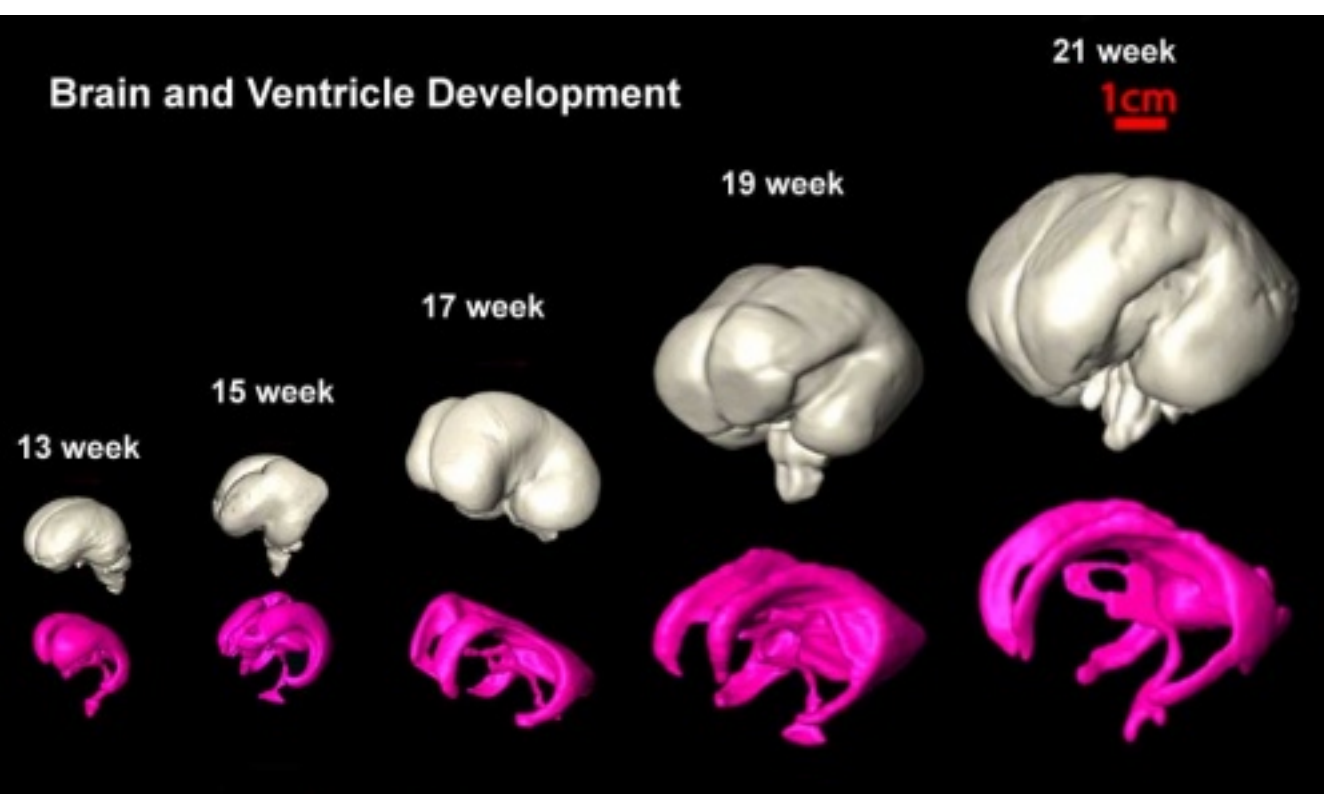 Brain and Ventricle Development
13 week
15 week
17 week
19 week
21 week
1cm